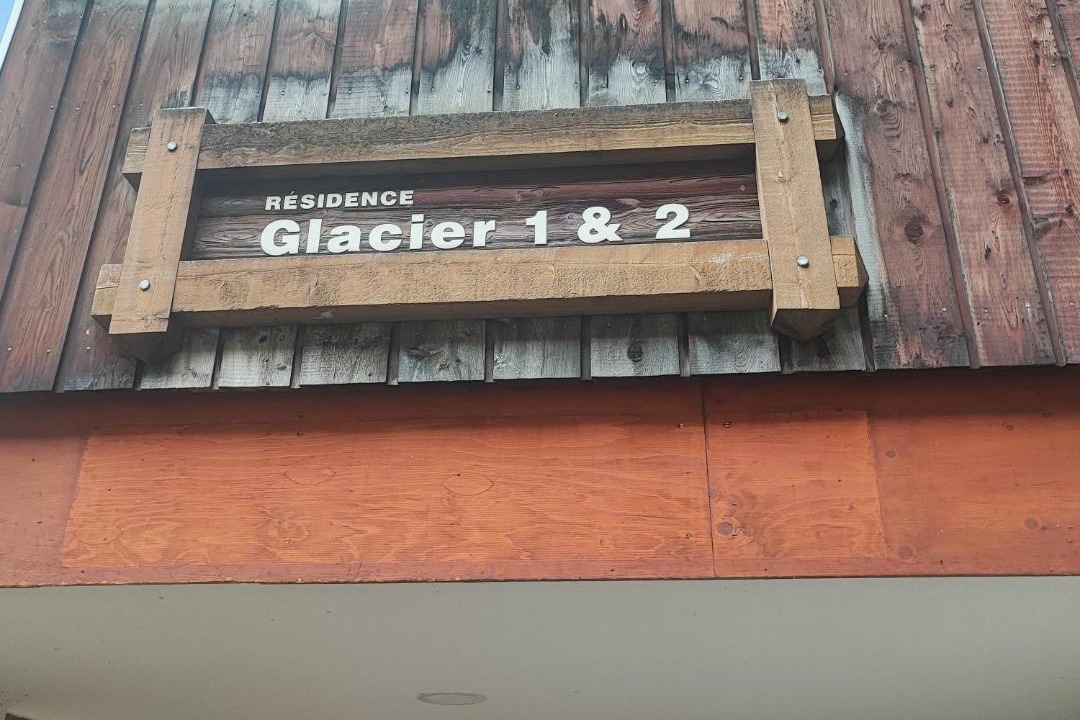 RÉSIDENCE
Glacier 1 & 2